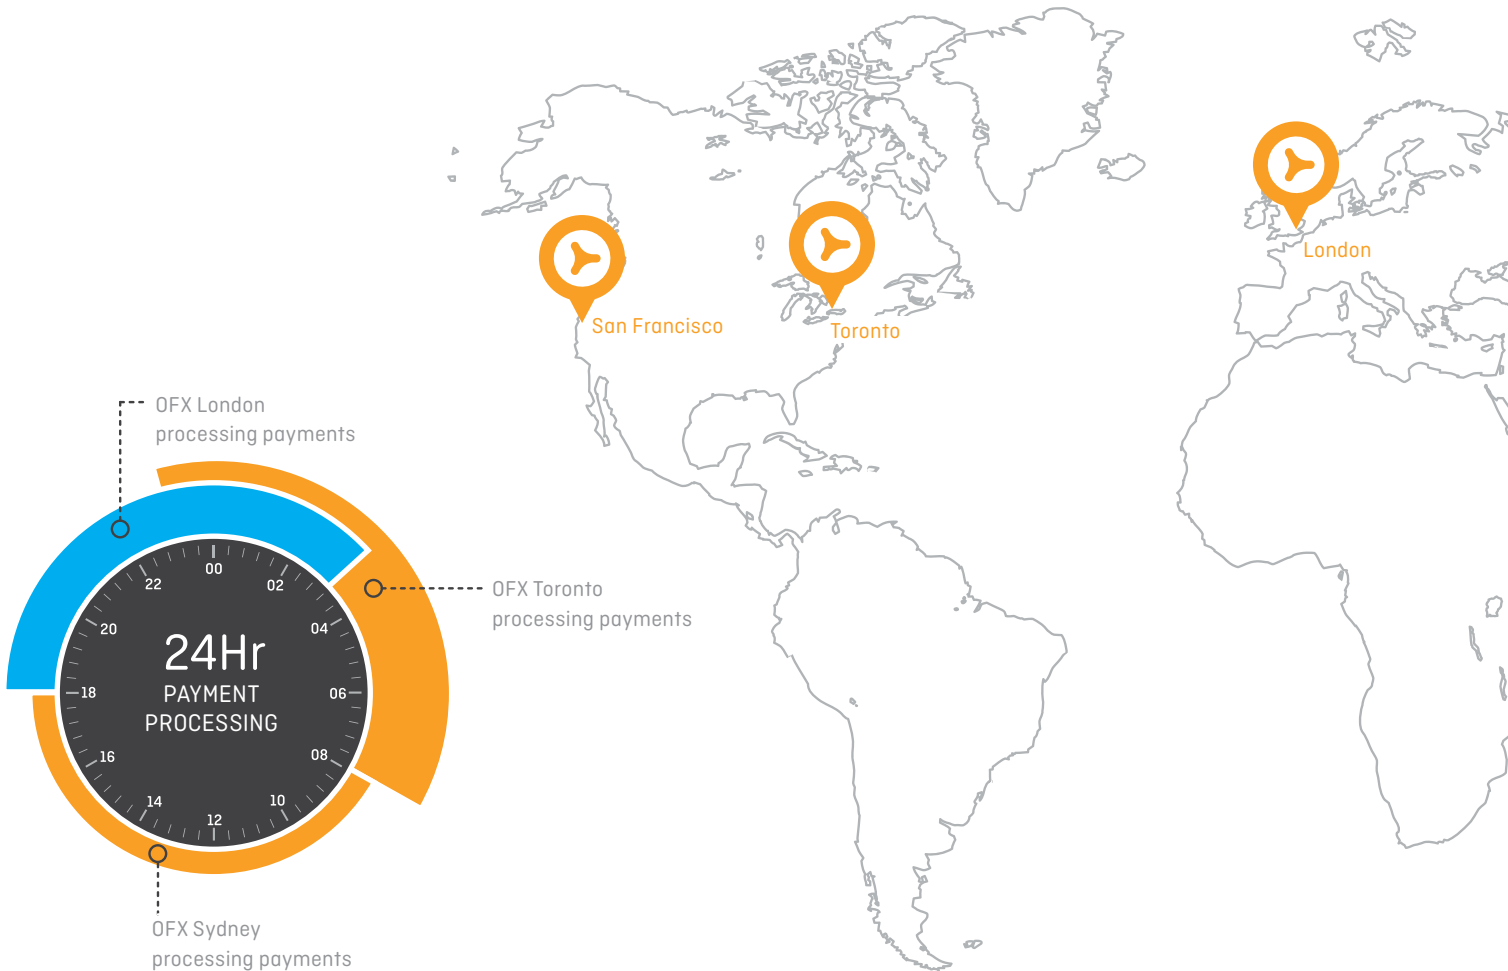 London
San Francisco
Toronto
OFX London
processing payments
00
02
04
06
08
10
12
14
16
18
20
22
24Hr
PAYMENT
PROCESSING
OFX Toronto
processing payments
OFX Sydney
processing payments